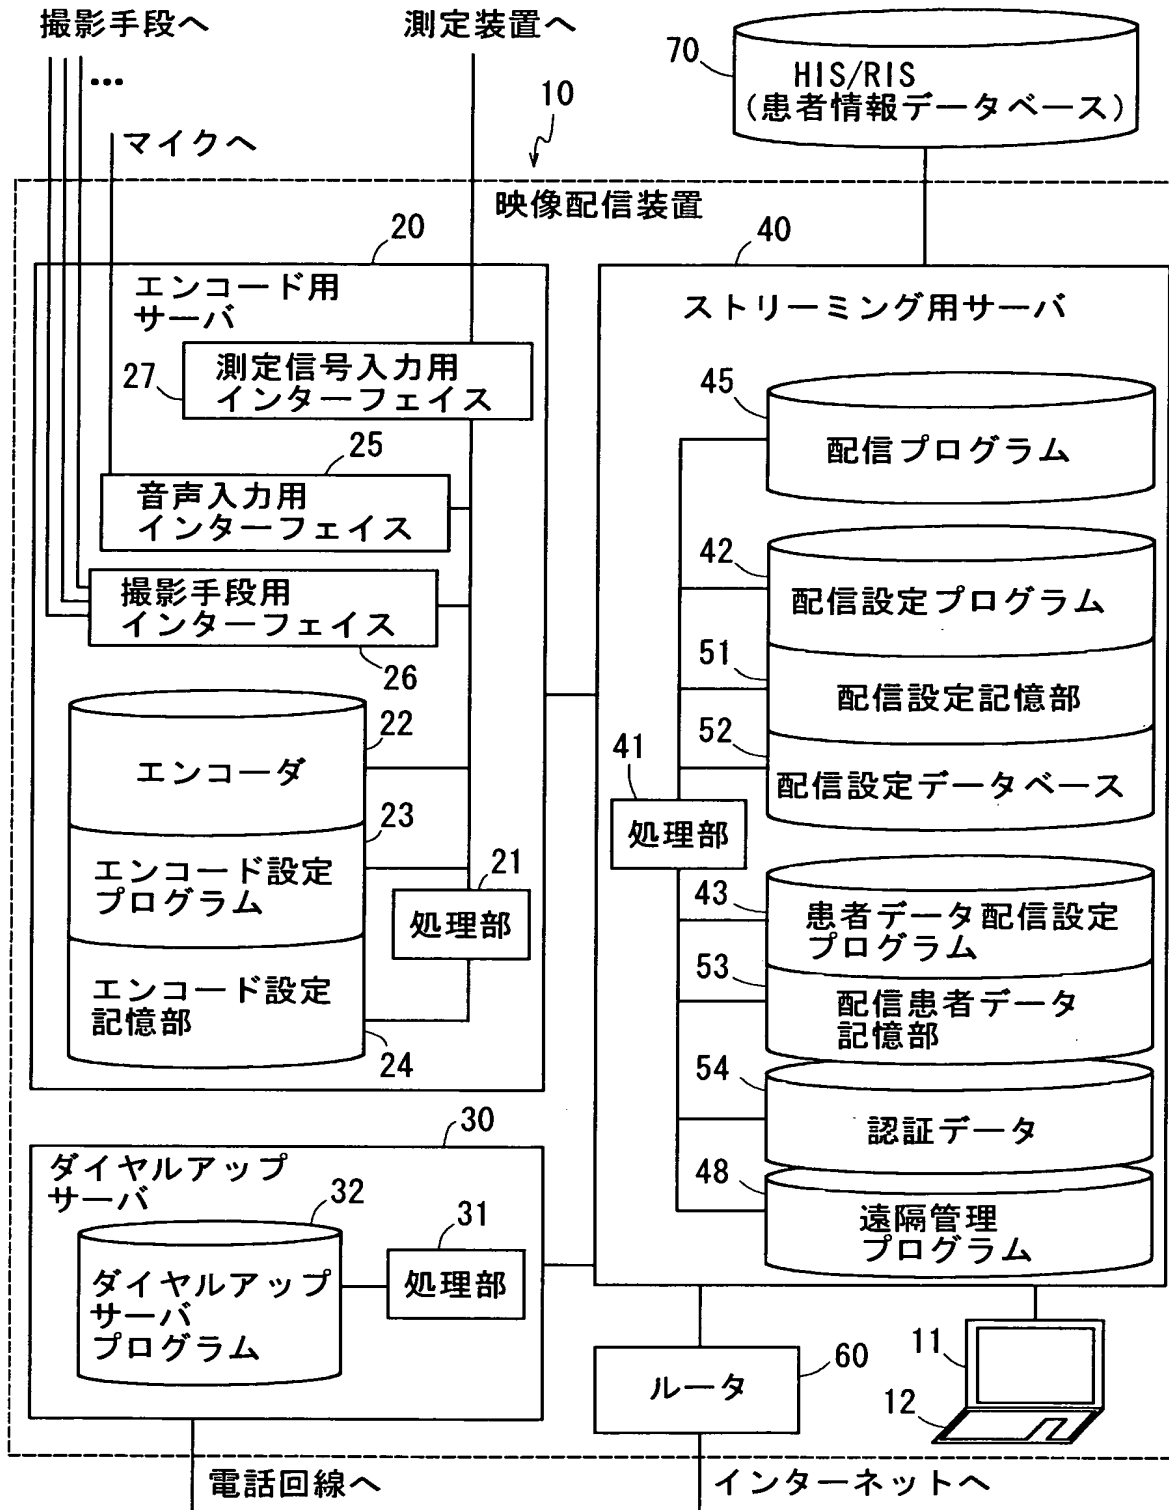 撮影手段へ
測定装置へ
...
マイクへ
10
70
HIS/RIS
(患者情報データベース)
映像配信装置
20
エンコード用
サーバ
27
測定信号入力用
インターフェイス
25
音声入力用
インターフェイス
撮影手段用
インターフェイス
26
22
エンコーダ
23
エンコード設定
プログラム
21
処理部
エンコード設定
記憶部
24
40
ストリーミング用サーバ
45
配信プログラム
42
配信設定プログラム
51
配信設定記憶部
52
配信設定データベース
41
処理部
43
患者データ配信設定
プログラム
53
配信患者データ
記憶部
54
認証データ
48
遠隔管理
プログラム
30
ダイヤルアップ
サーバ
32
ダイヤルアップ
サーバ
プログラム
31
処理部
60
ルータ
11
12
電話回線へ
インターネットへ